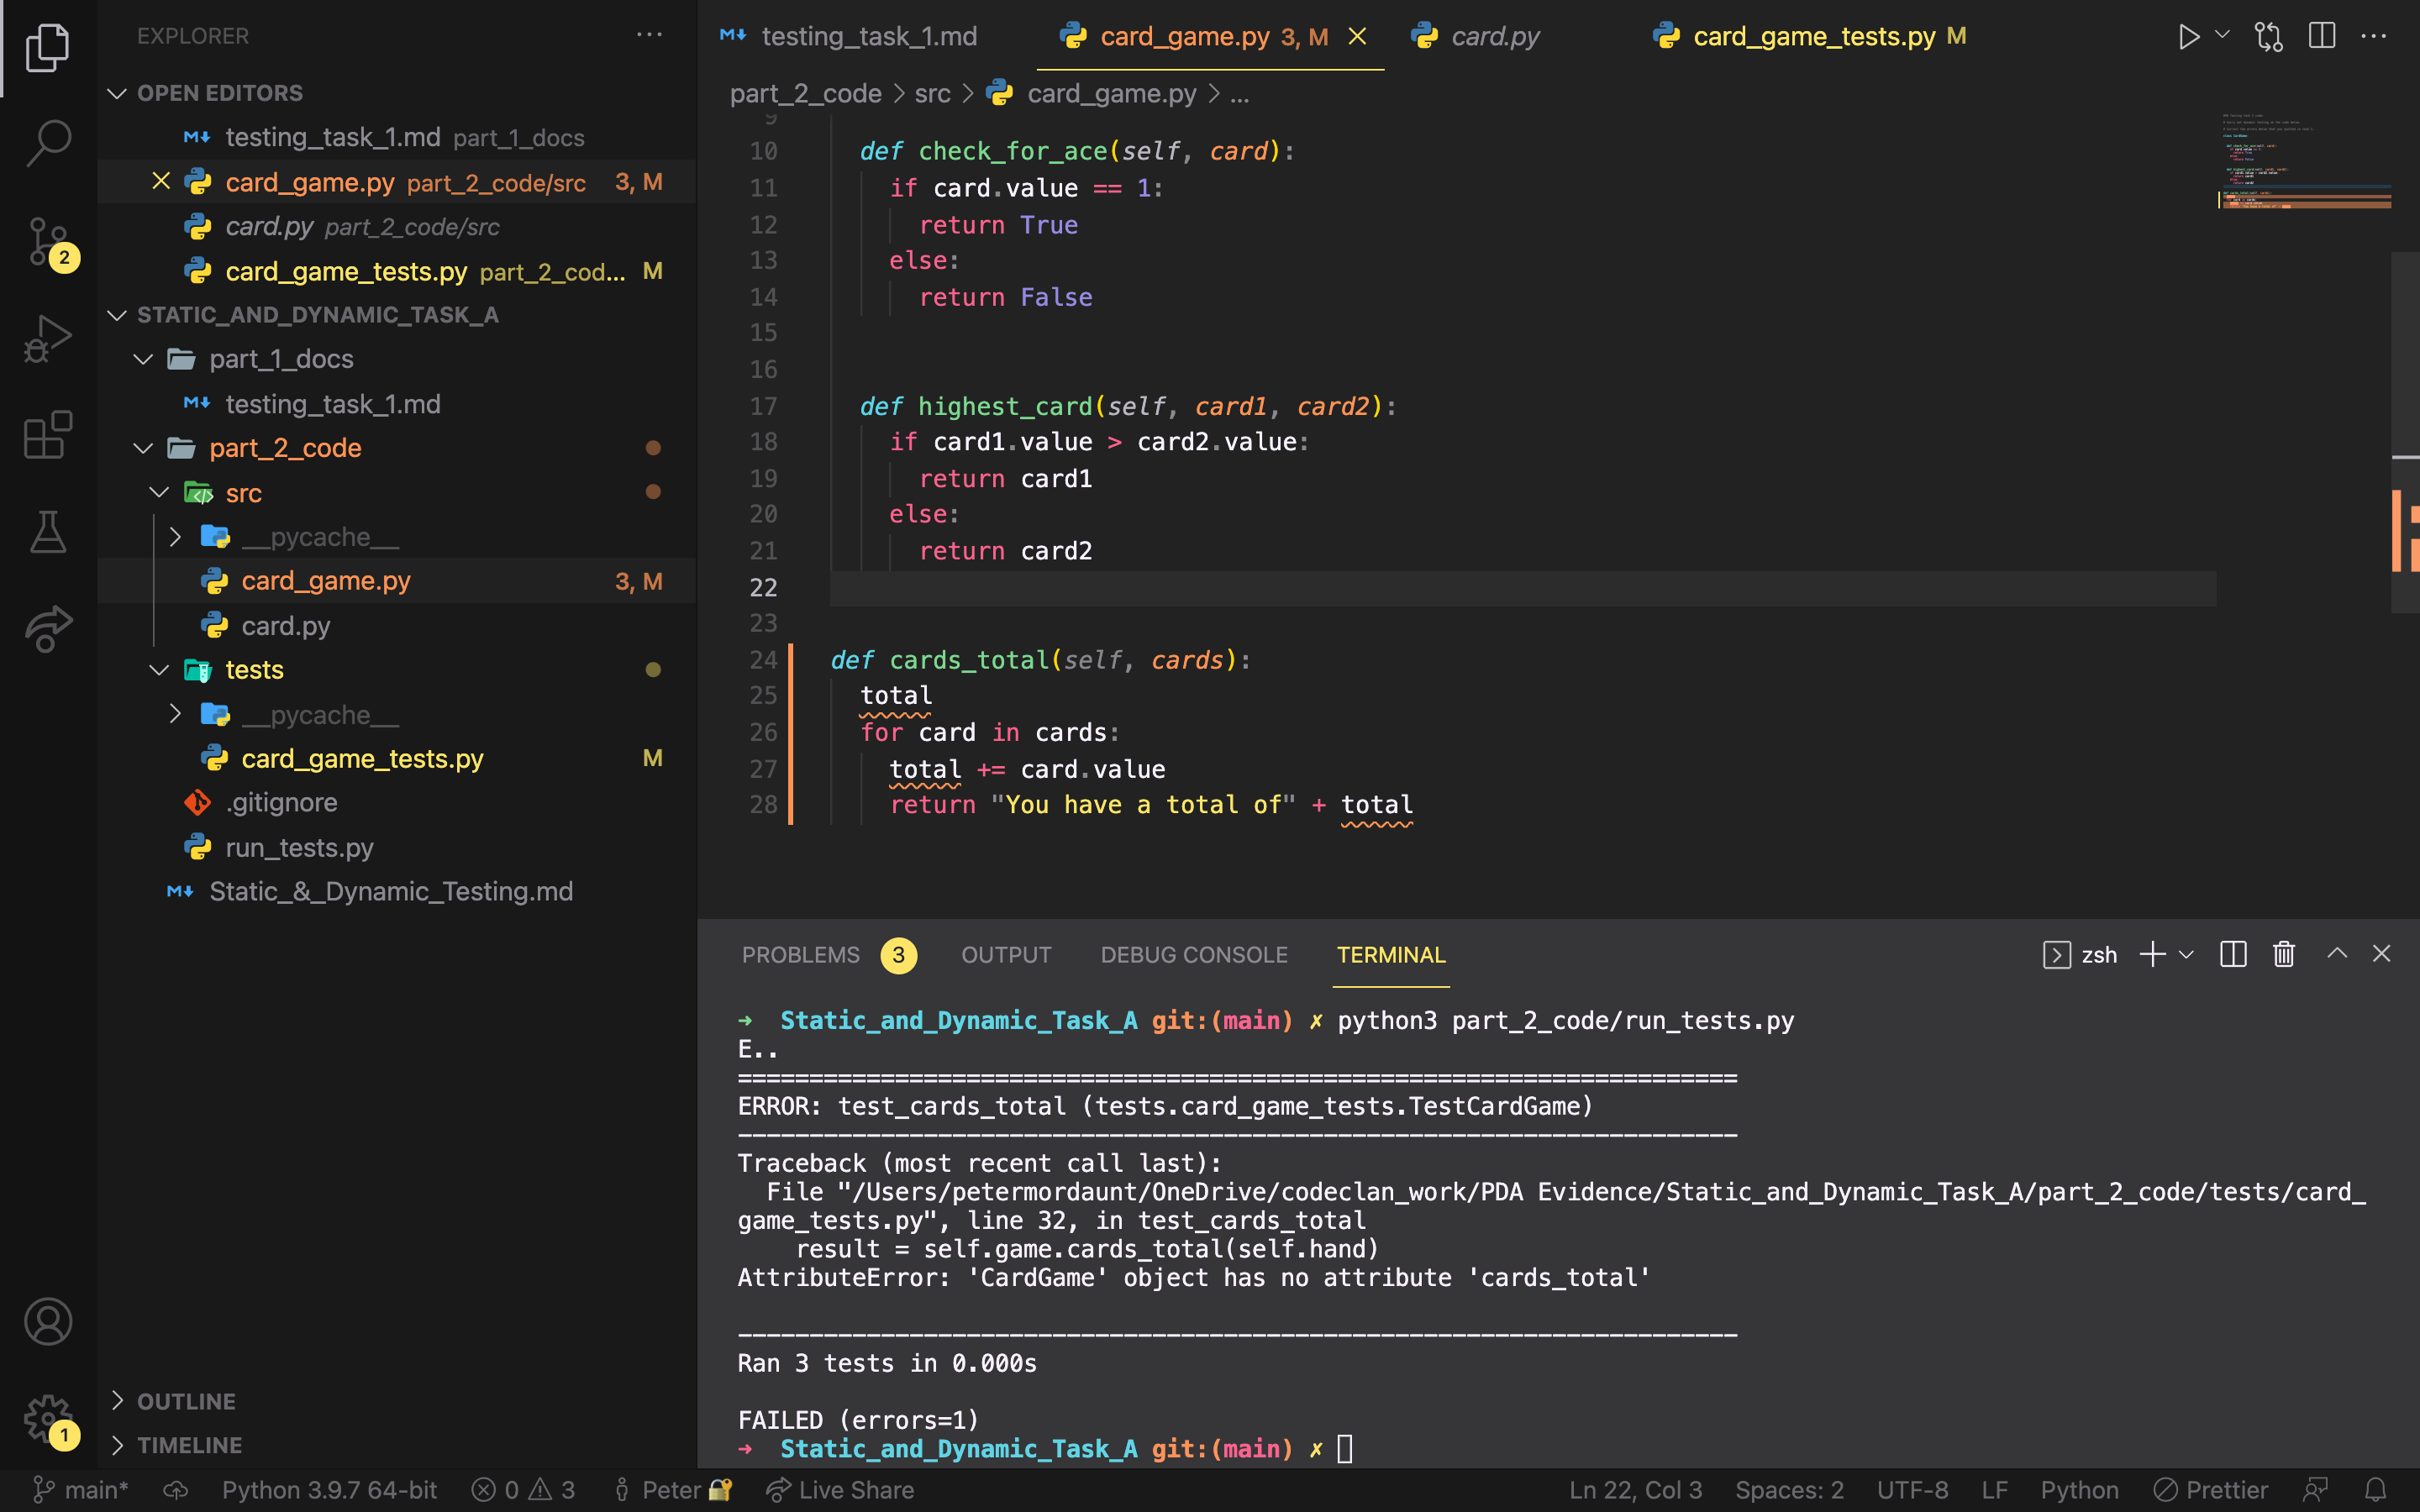 EXPLORER
OPEN EDITORS
testing_task_1.md part_1_docs
card_game.py part_2_code/src 3, M
card.py part_2_code/src
card_game_tests.py part_2_cod... M
STATIC_AND_DYNAMIC_TASK_A
part_1_docs
testing_task_1.md
part_2_code
src
__pycache__
card_game.py 3, M
card.py
tests
__pycache__
card_game_tests.py M
.gitignore
run_tests.py
Static_&_Dynamic_Testing.md
OUTLINE
TIMELINE
2
1
testing_task_1.md card_game.py 3, M card.py card_game_tests.py M
part_2_code > src > card_game.py > ...
9
10 def check_for_ace(self, card):
11 if card.value == 1:
12 return True
13 else:
14 return False
15
16
17 def highest_card(self, card1, card2):
18 if card1.value > card2.value:
19 return card1
20 else:
21 return card2
22
23
24 def cards_total(self, cards):
25 total
26 for card in cards:
27 total += card.value
28 return "You have a total of" + total
PROBLEMS 3 OUTPUT DEBUG CONSOLE TERMINAL zsh
→ Static_and_Dynamic_Task_A git:(main) ✗ python3 part_2_code/run_tests.py
E..
======================================================================
ERROR: test_cards_total (tests.card_game_tests.TestCardGame)
----------------------------------------------------------------------
Traceback (most recent call last):
File "/Users/petermordaunt/OneDrive/codeclan_work/PDA Evidence/Static_and_Dynamic_Task_A/part_2_code/tests/card_
game_tests.py", line 32, in test_cards_total
result = self.game.cards_total(self.hand)
AttributeError: 'CardGame' object has no attribute 'cards_total'
----------------------------------------------------------------------
Ran 3 tests in 0.000s
FAILED (errors=1)
→ Static_and_Dynamic_Task_A git:(main) ✗
main* Python 3.9.7 64-bit 0 3 Peter Live Share Ln 22, Col 3 Spaces: 2 UTF-8 LF Python Prettier